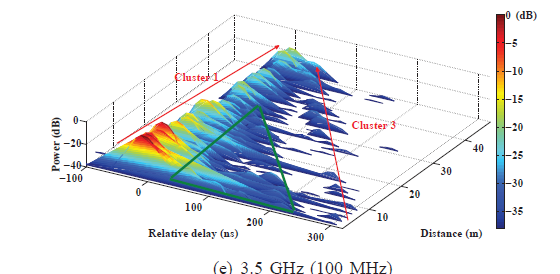 0 (dB)
-5
-10
-15
-20
-25
-30
-35
Cluster 1
Cluster 3
Power (dB)
0
-20
-40
-100
0
100
200
300
Relative delay (ns)
10
20
30
40
Distance (m)
(e) 3.5 GHz (100 MHz)